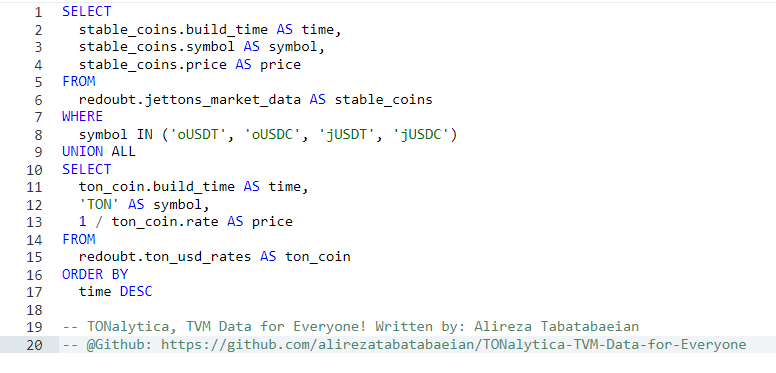 1 SELECT
2 stable_coins.build_time AS time,
3 stable_coins.symbol AS symbol,
4 stable_coins.price AS price
5 FROM
6 redoubt.jettons_market_data AS stable_coins
7 WHERE
8 symbol IN ('oUSDT', 'oUSDC', 'jUSDT', 'jUSDC')
9 UNION ALL
10 SELECT
11 ton_coin.build_time AS time,
12 'TON' AS symbol,
13 1 / ton_coin.rate AS price
14 FROM
15 redoubt.ton_usd_rates AS ton_coin
16 ORDER BY
17 time DESC
18
19 -- TONalytica, TVM Data for Everyone! Written by: Alireza Tabatabaeian
20 -- @Github: https://github.com/alirezatabatabaeian/TONalytica-TVM-Data-for-Everyone